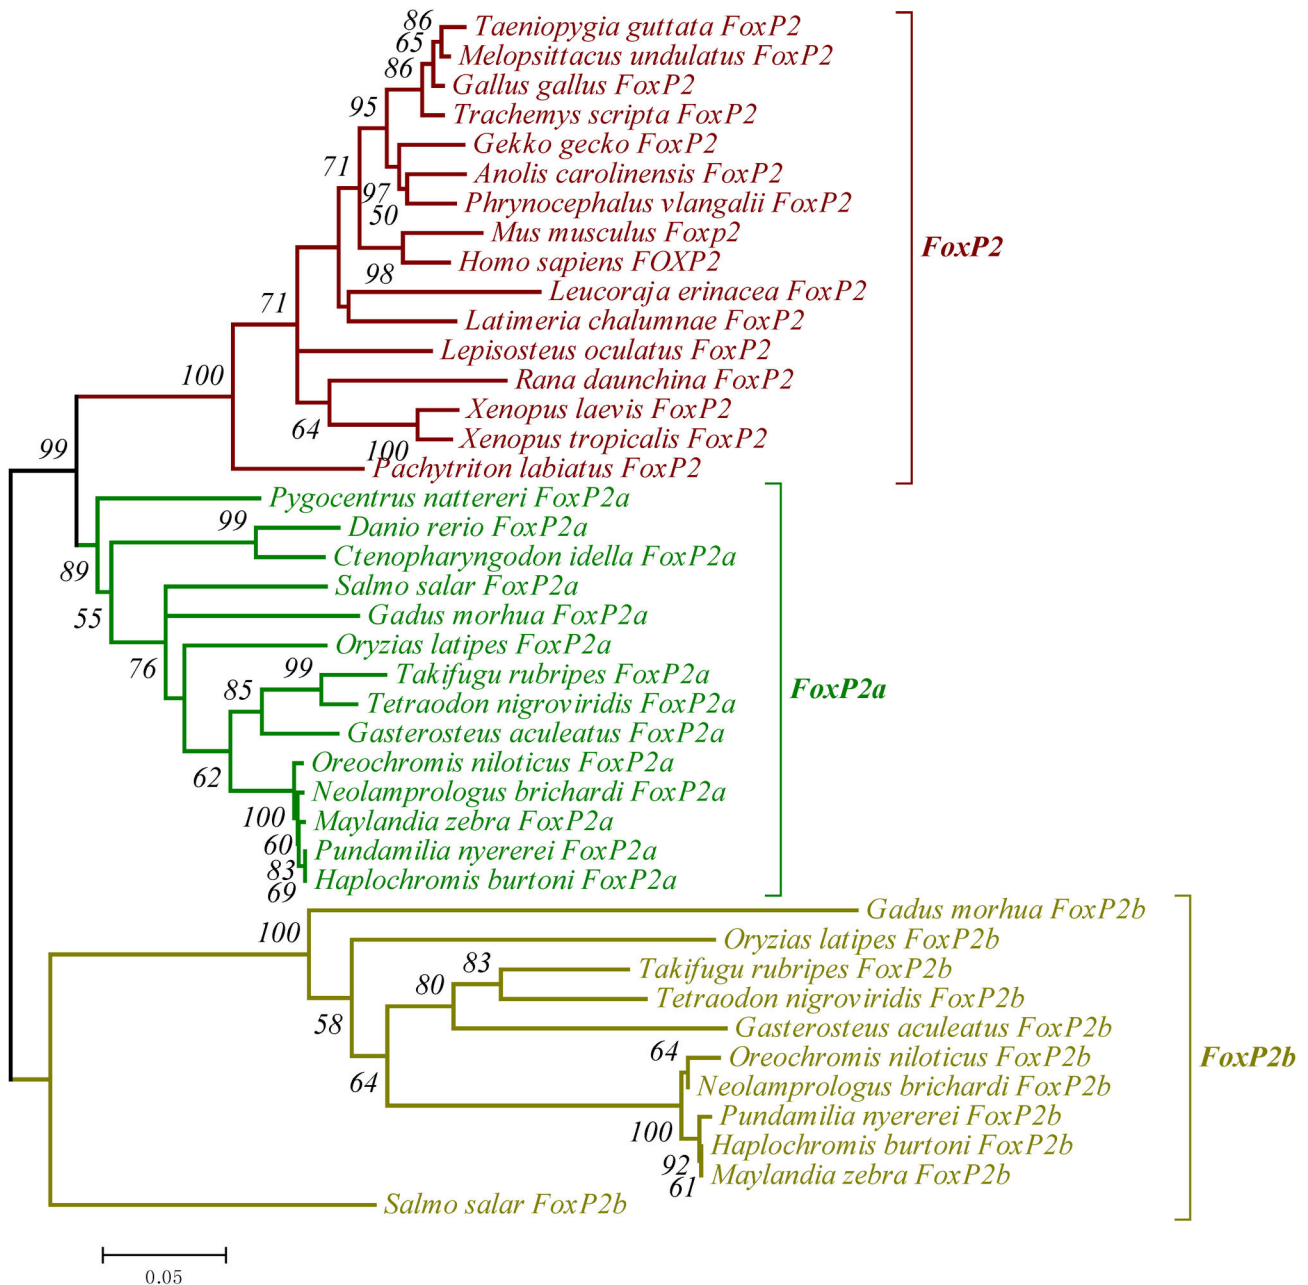 86 Taeniopygia guttata FoxP2
65 Melopsittacus undulatus FoxP2
86 Gallus gallus FoxP2
95 Trachemys scripta FoxP2
Gekko gecko FoxP2
71 Anolis carolinensis FoxP2
97 Phrynocephalus vlangalii FoxP2
50
Mus musculus Foxp2
FoxP2
98 Homo sapiens FOXP2
Leucoraja erinacea FoxP2
71 Latimeria chalumnae FoxP2
Lepisosteus oculatus FoxP2
100 Rana daunchina FoxP2
Xenopus laevis FoxP2
64
99 100 Xenopus tropicalis FoxP2
Pachytriton labiatus FoxP2
Pygocentrus nattereri FoxP2a
99 Danio rerio FoxP2a
Ctenopharyngodon idella FoxP2a
89 Salmo salar FoxP2a
55 Gadus morhua FoxP2a
Oryzias latipes FoxP2a
76 99 Takifugu rubripes FoxP2a
FoxP2a
85 Tetraodon nigroviridis FoxP2a
Gasterosteus aculeatus FoxP2a
62 Oreochromis niloticus FoxP2a
Neolamprologus brichardi FoxP2a
100 Maylandia zebra FoxP2a
60 Pundamilia nyererei FoxP2a
83 Haplochromis burtoni FoxP2a
69
Gadus morhua FoxP2b
100 Oryzias latipes FoxP2b
83 Takifugu rubripes FoxP2b
80 Tetraodon nigroviridis FoxP2b
58 Gasterosteus aculeatus FoxP2b
64 Oreochromis niloticus FoxP2b
FoxP2b
64 Neolamprologus brichardi FoxP2b
Pundamilia nyererei FoxP2b
100 Haplochromis burtoni FoxP2b
92 Maylandia zebra FoxP2b
61
Salmo salar FoxP2b
0.05